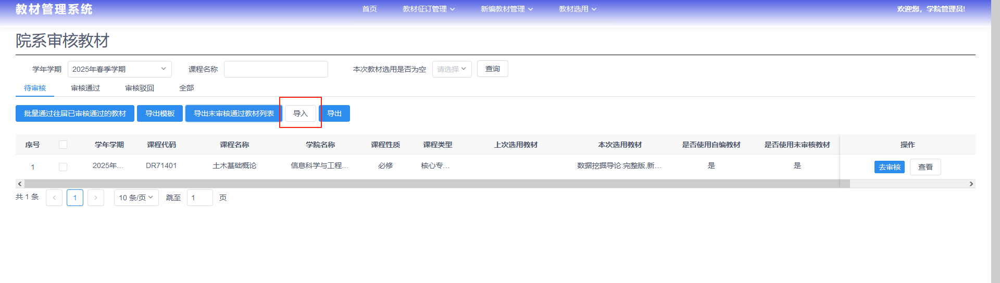 教材管理系统 首页 教材征订管理 新编教材管理 教材选用 欢迎您，学院管理员!
院系审核教材
学年学期 2025年春季学期 课程名称 本次教材选用是否为空 请选择 查询
待审核 审核通过 审核驳回 全部
批量通过往届已审核通过的教材 导出模板 导出未审核通过教材列表 导入 导出
序号 学年学期 课程代码 课程名称 学院名称 课程性质 课程类型 上次选用教材 本次选用教材 是否使用自编教材 是否使用未审核教材 操作
1 2025年... DR71401 土木基础概论 信息科学与工程... 必修 核心专... 数据挖掘导论:完整版,新... 是 是 去审核 查看
共 1 条 1 10 条/页 跳至 1 页